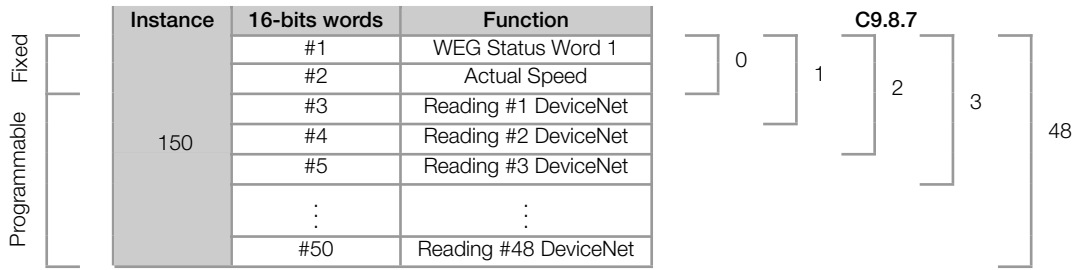 Instance 16-bits words Function C9.8.7
Fixed
#1 WEG Status Word 1
#2 Actual Speed
0
1
2
3
48
Programmable
150
#3 Reading #1 DeviceNet
#4 Reading #2 DeviceNet
#5 Reading #3 DeviceNet
⋮ ⋮
#50 Reading #48 DeviceNet